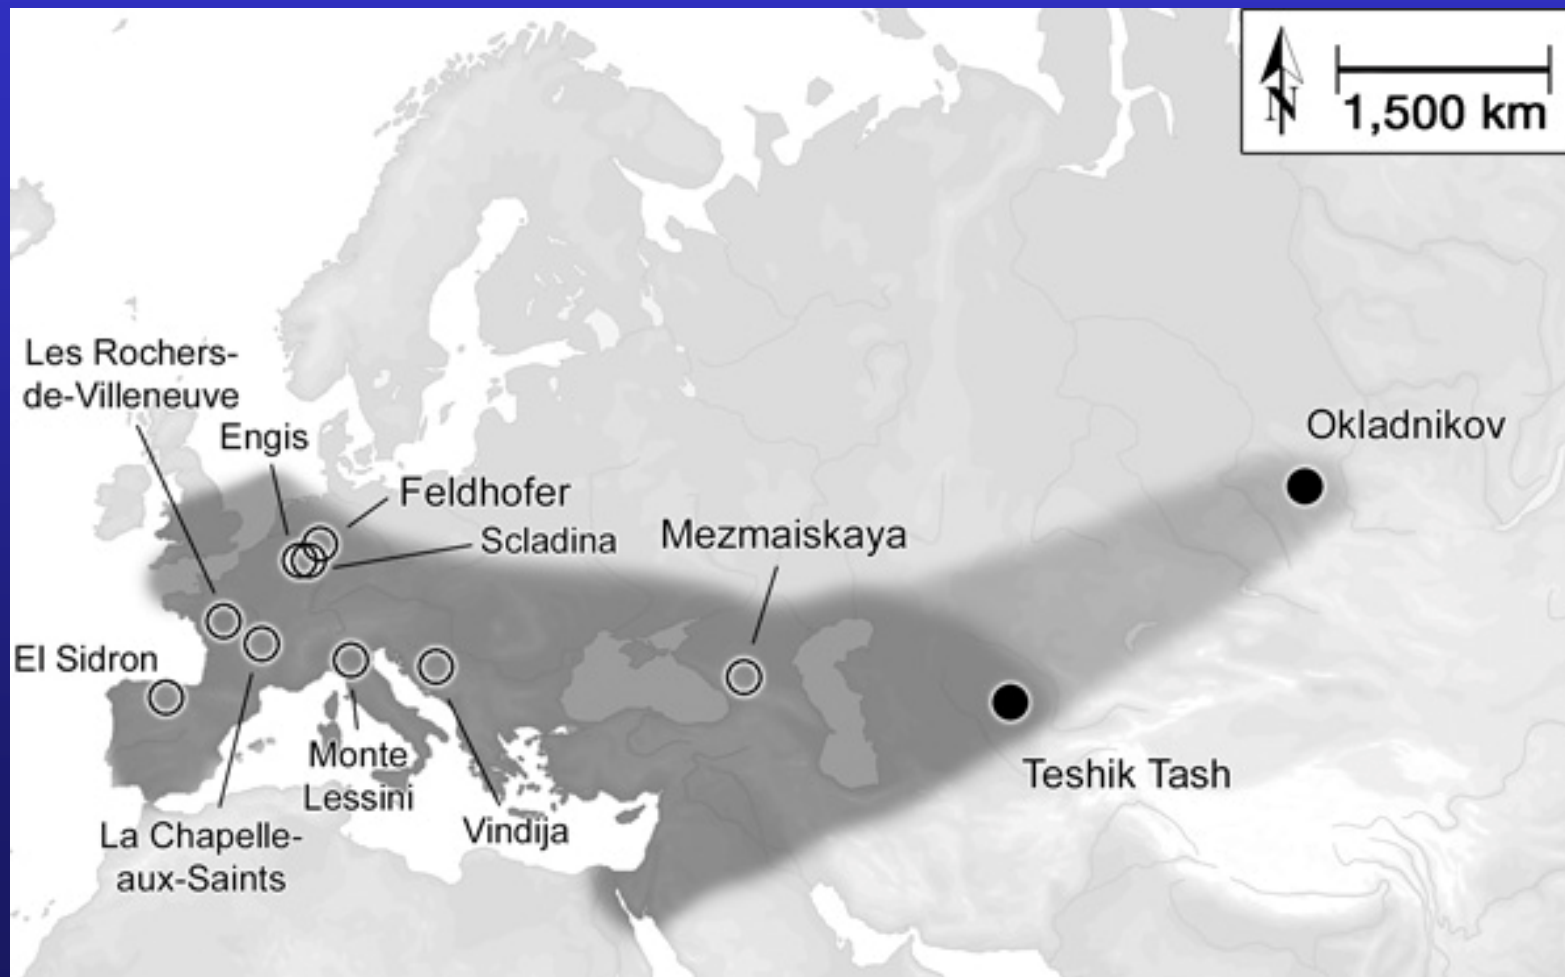 N
1,500 km
Les Rochers-
de-Villeneuve
Engis
Feldhofer
Scladina
Mezmaiskaya
Okladnikov
El Sidron
Monte
Lessini
Vindija
Teshik Tash
La Chapelle-
aux-Saints